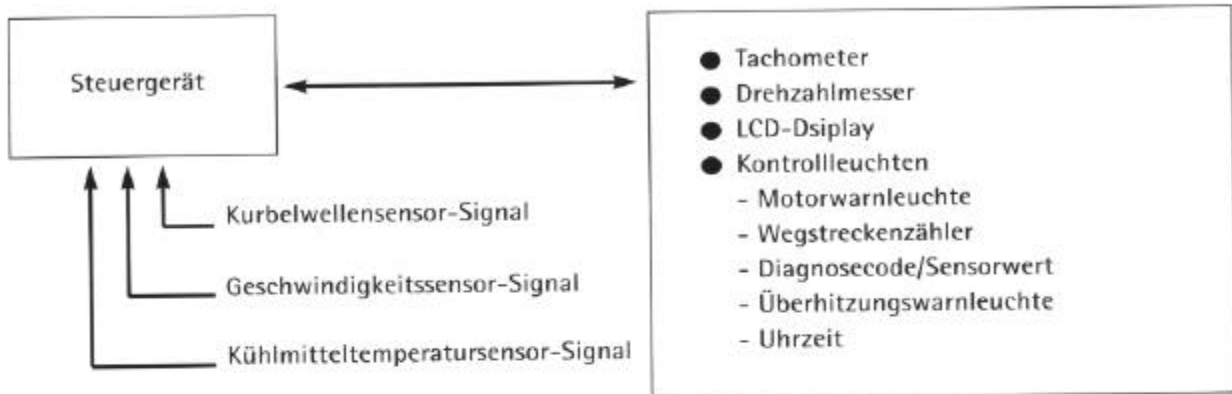 Steuergerät
Kurbelwellensensor-Signal
Geschwindigkeitssensor-Signal
Kühlmitteltemperatursensor-Signal
● Tachometer
● Drehzahlmesser
● LCD-Dsiplay
● Kontrollleuchten
- Motorwarnleuchte
- Wegstreckenzähler
- Diagnosecode/Sensorwert
- Überhitzungswarnleuchte
- Uhrzeit